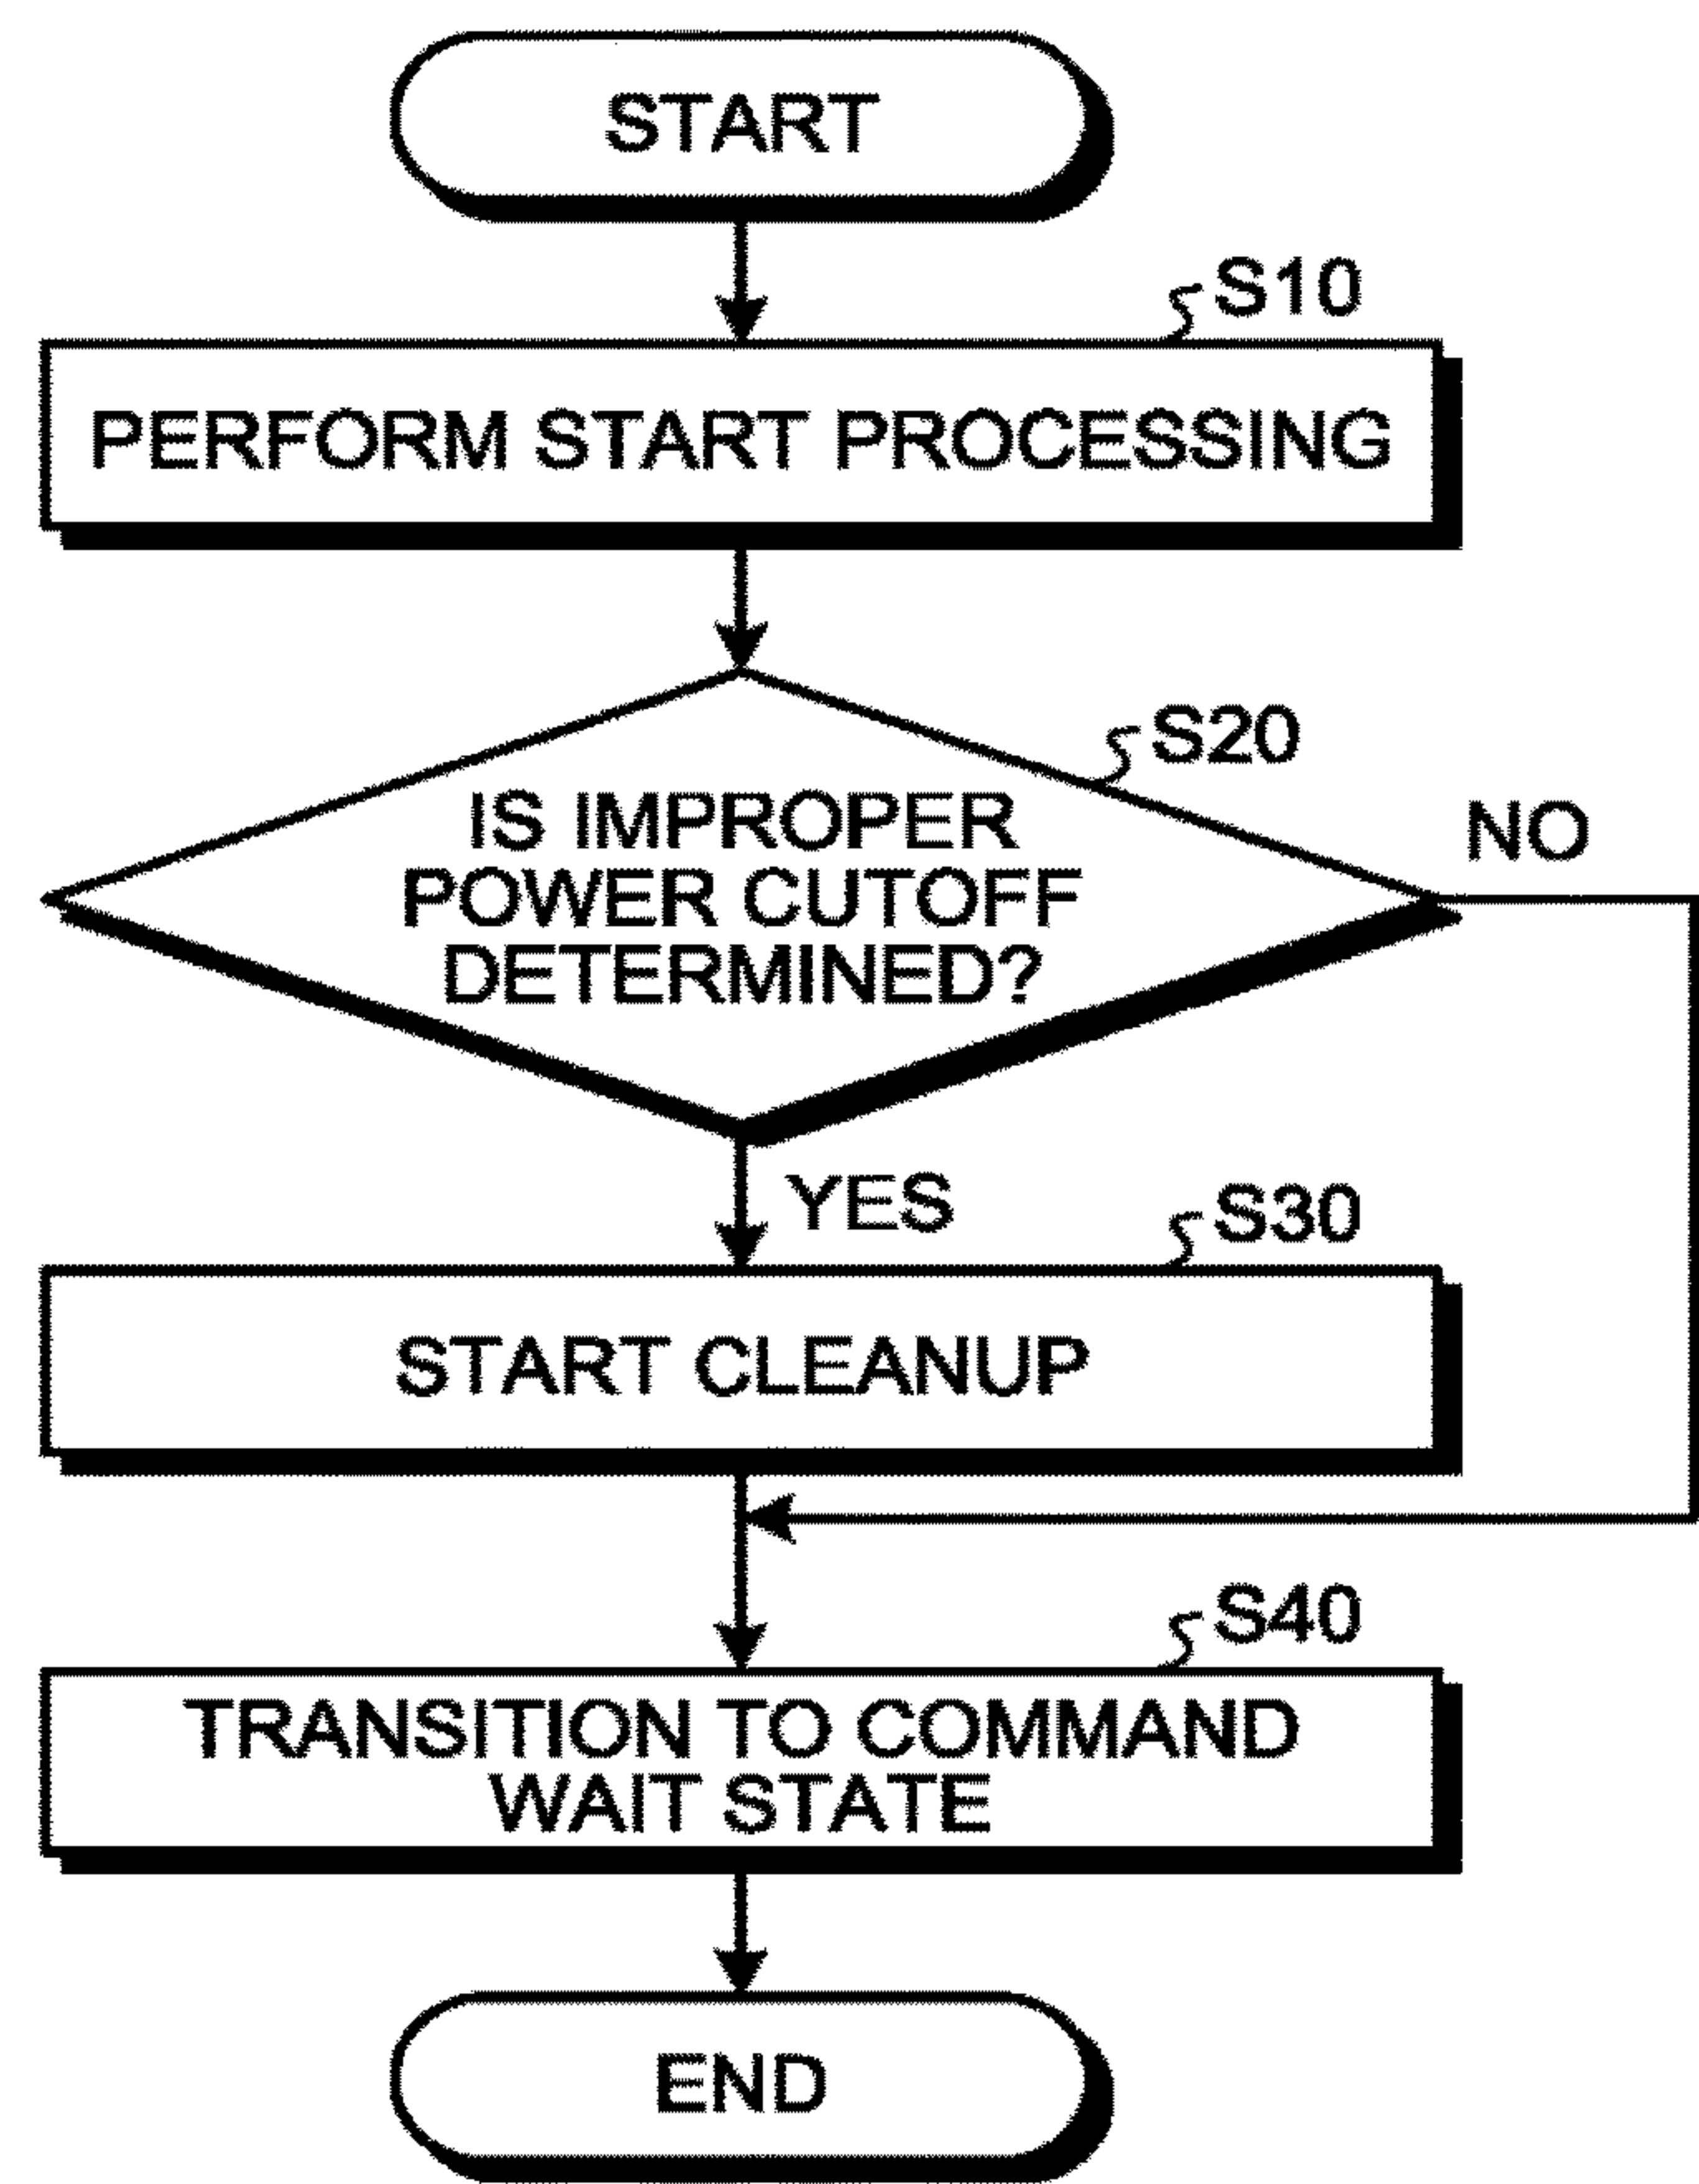 START
S10
PERFORM START PROCESSING
S20
IS IMPROPER
POWER CUTOFF
DETERMINED?
NO
YES
S30
START CLEANUP
S40
TRANSITION TO COMMAND
WAIT STATE
END